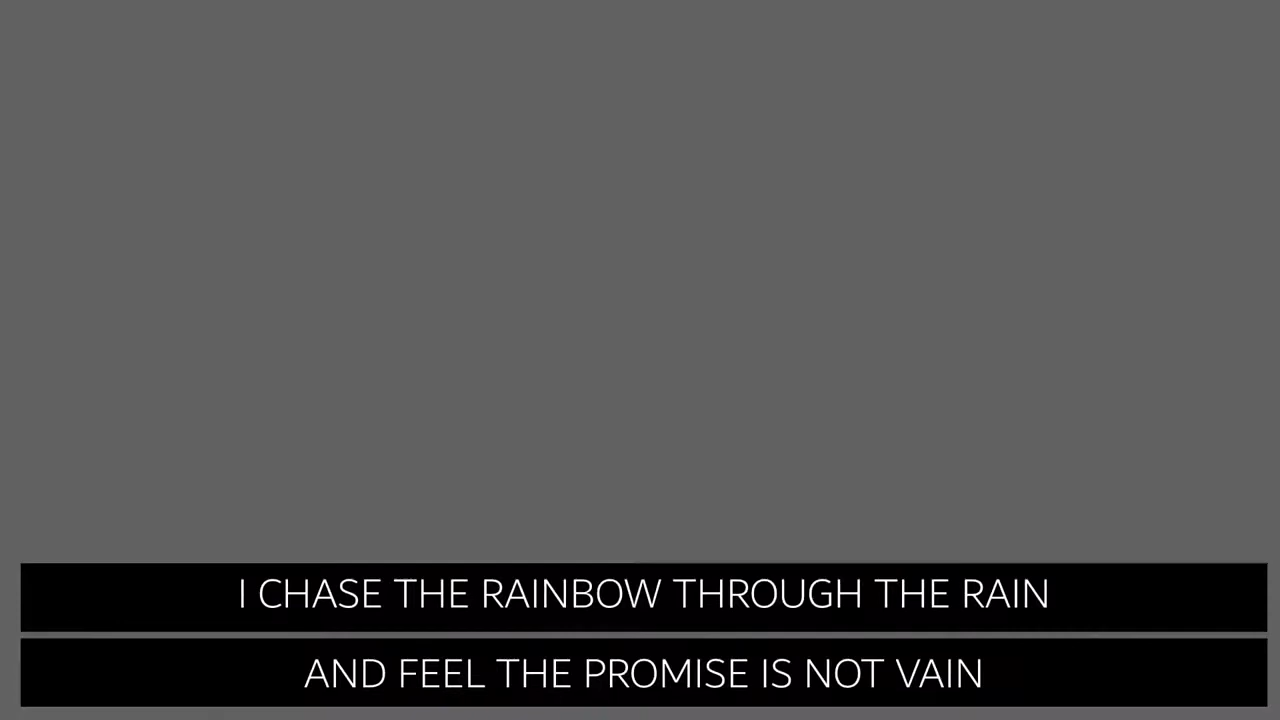 I CHASE THE RAINBOW THROUGH THE RAIN
AND FEEL THE PROMISE IS NOT VAIN